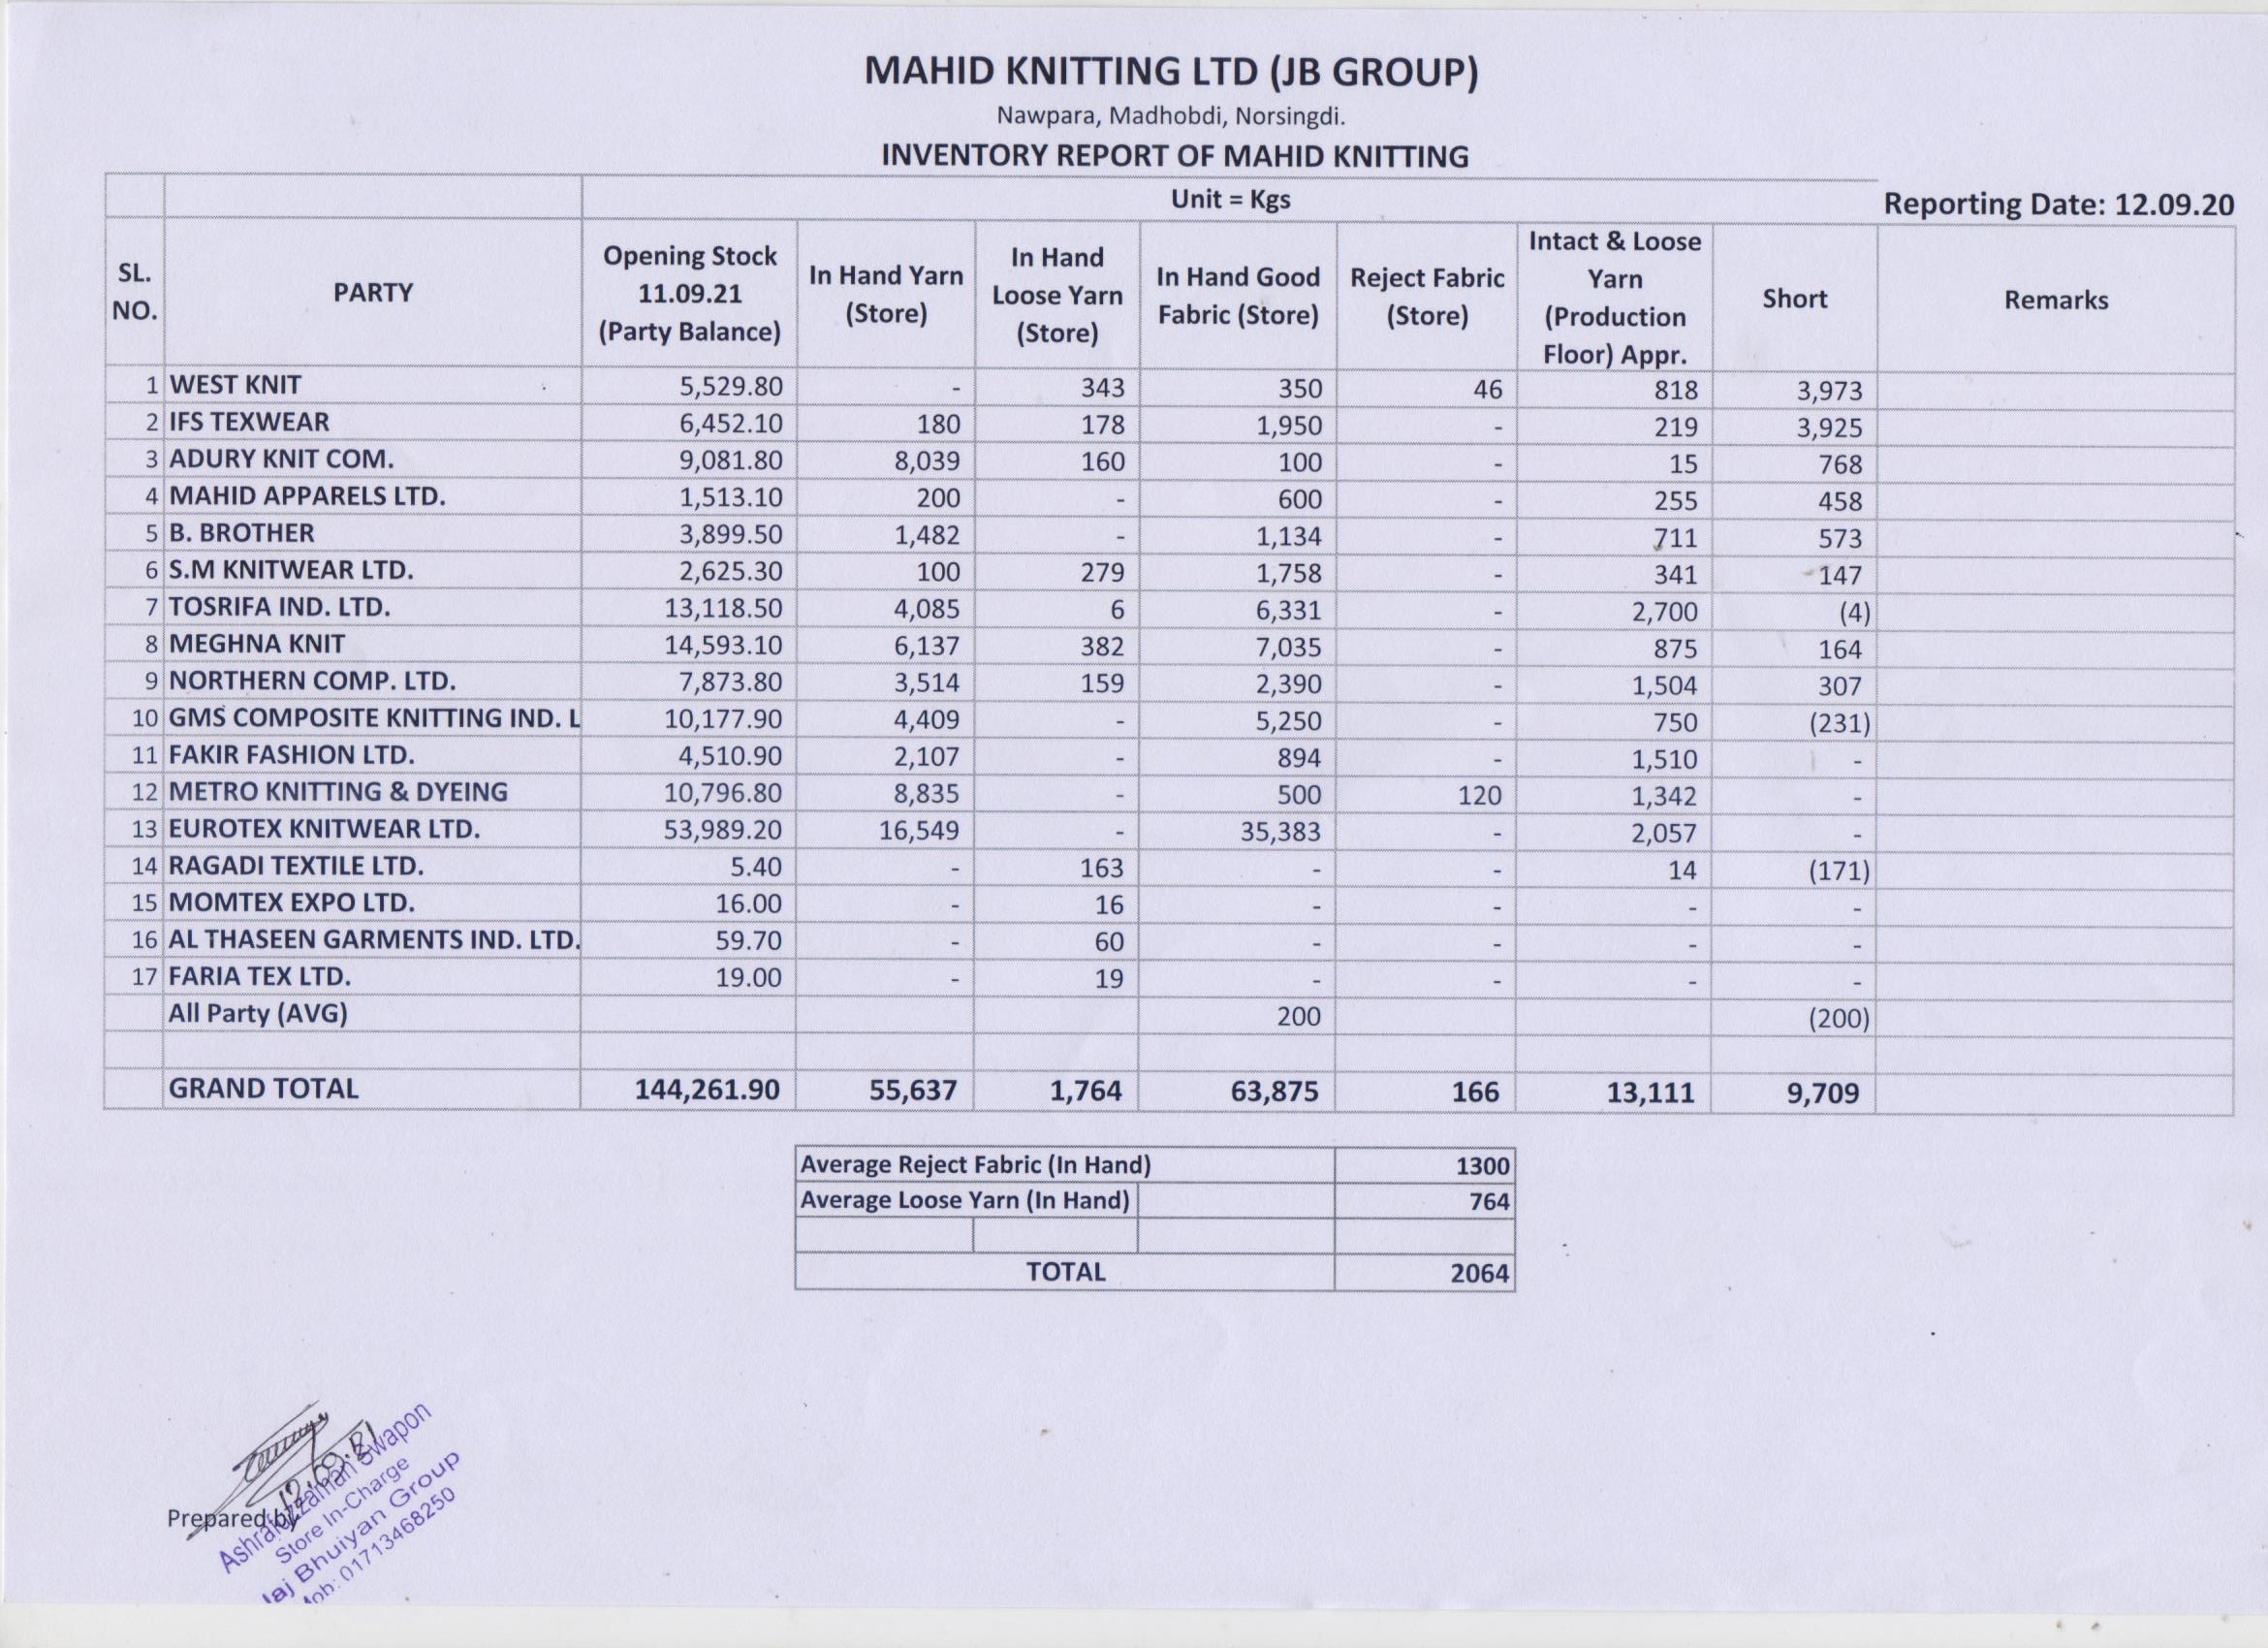 MAHID KNITTING LTD (JB GROUP)
Nawpara, Madhobdi, Norsingdi.
INVENTORY REPORT OF MAHID KNITTING
Unit = Kgs
Reporting Date: 12.09.20
SL. NO. PARTY Opening Stock 11.09.21 (Party Balance) In Hand Yarn (Store) In Hand Loose Yarn (Store) In Hand Good Fabric (Store) Reject Fabric (Store) Intact & Loose Yarn (Production Floor) Appr. Short Remarks
1 WEST KNIT 5,529.80 - 343 350 46 818 3,973
2 IFS TEXWEAR 6,452.10 180 178 1,950 - 219 3,925
3 ADURY KNIT COM. 9,081.80 8,039 160 100 - 15 768
4 MAHID APPARELS LTD. 1,513.10 200 - 600 - 255 458
5 B. BROTHER 3,899.50 1,482 - 1,134 - 711 573
6 S.M KNITWEAR LTD. 2,625.30 100 279 1,758 - 341 147
7 TOSRIFA IND. LTD. 13,118.50 4,085 6 6,331 - 2,700 (4)
8 MEGHNA KNIT 14,593.10 6,137 382 7,035 - 875 164
9 NORTHERN COMP. LTD. 7,873.80 3,514 159 2,390 - 1,504 307
10 GMS COMPOSITE KNITTING IND. L 10,177.90 4,409 - 5,250 - 750 (231)
11 FAKIR FASHION LTD. 4,510.90 2,107 - 894 - 1,510 -
12 METRO KNITTING & DYEING 10,796.80 8,835 - 500 120 1,342 -
13 EUROTEX KNITWEAR LTD. 53,989.20 16,549 - 35,383 - 2,057 -
14 RAGADI TEXTILE LTD. 5.40 - 163 - - 14 (171)
15 MOMTEX EXPO LTD. 16.00 - 16 - - - -
16 AL THASEEN GARMENTS IND. LTD. 59.70 - 60 - - - -
17 FARIA TEX LTD. 19.00 - 19 - - - -
All Party (AVG) 200 (200)
GRAND TOTAL 144,261.90 55,637 1,764 63,875 166 13,111 9,709
Average Reject Fabric (In Hand) 1300
Average Loose Yarn (In Hand) 764
TOTAL 2064
12.09.21
Prepared by
Ashrafuzzaman Swapon
Store In-Charge
Bhuiyan Group
01713468250